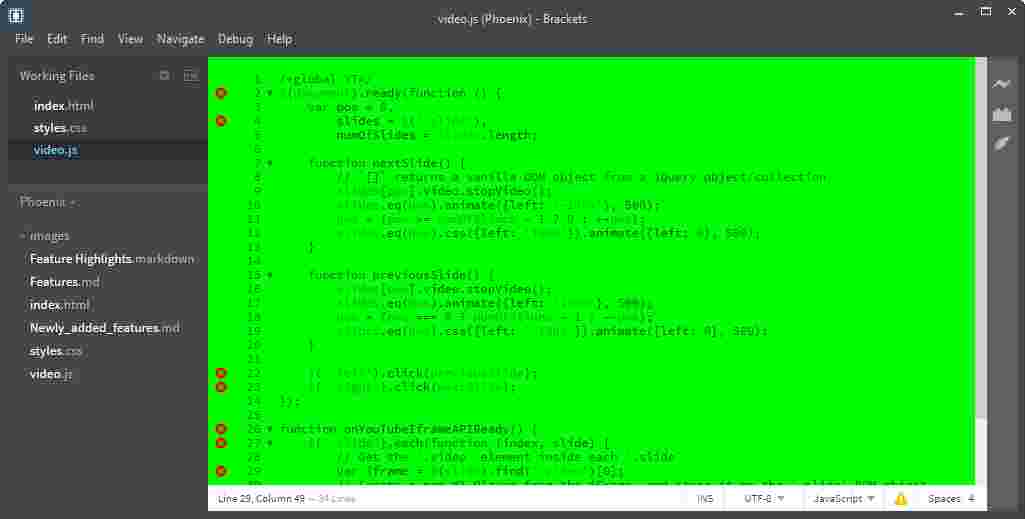 video.js (Phoenix) - Brackets
File Edit Find View Navigate Debug Help
Working Files
index.html
styles.css
video.js
Phoenix
images
Feature Highlights.markdown
Features.md
index.html
Newly_added_features.md
styles.css
video.js
1 /*global YT*/
2 $(document).ready(function () {
3 var pos = 0,
4 slides = $('.slide'),
5 numOfSlides = slides.length;
6
7 function nextSlide() {
8 // `[]` returns a vanilla DOM object from a jQuery object/collection
9 slides[pos].video.stopVideo();
10 slides.eq(pos).animate({left: }, 500);
11 pos = (pos >= numOfSlides - 1 ? 0 : ++pos);
12 slides.eq(pos).css({left: }).animate({left: 0}, 500);
13 }
14
15 function previousSlide() {
16 slides[pos].video.stopVideo();
17 slides.eq(pos).animate({left: }, 500);
18 pos = (pos === 0 ? numOfSlides - 1 : --pos);
19 slides.eq(pos).css({left: }).animate({left: 0}, 500);
20 }
21
22 $('.left').click(previousSlide);
23 $('.right').click(nextSlide);
24 });
25
26 function onYouTubeIframeAPIReady() {
27 $('.slide').each(function (index, slide) {
28 // Get the `.video` element inside each `.slide`
29 var iframe = $(slide).find('.video')[0];
Line 29, Column 49 — 34 Lines
INS UTF-8 JavaScript Spaces: 4